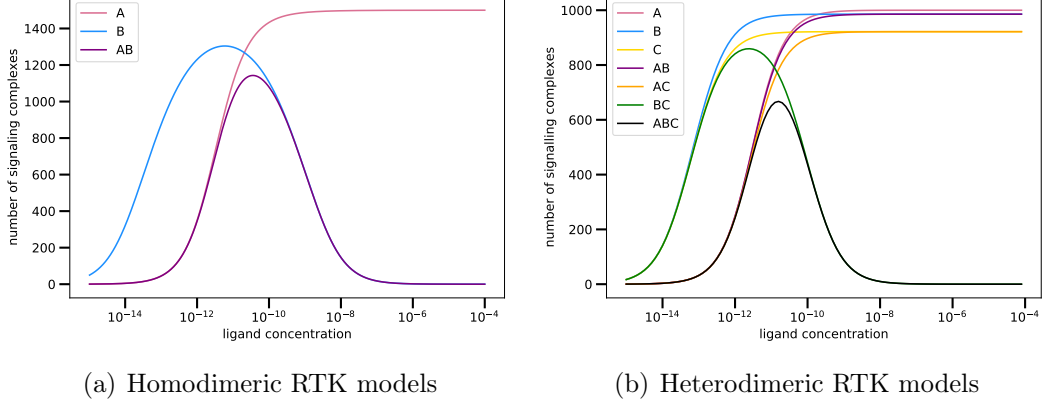 A
B
AB
number of signaling complexes
1400
1200
1000
800
600
400
200
0
10⁻¹⁴
10⁻¹²
10⁻¹⁰
10⁻⁸
10⁻⁶
10⁻⁴
ligand concentration
(a) Homodimeric RTK models
A
B
C
AB
AC
BC
ABC
number of signaling complexes
1000
800
600
400
200
0
10⁻¹⁴
10⁻¹²
10⁻¹⁰
10⁻⁸
10⁻⁶
10⁻⁴
ligand concentration
(b) Heterodimeric RTK models